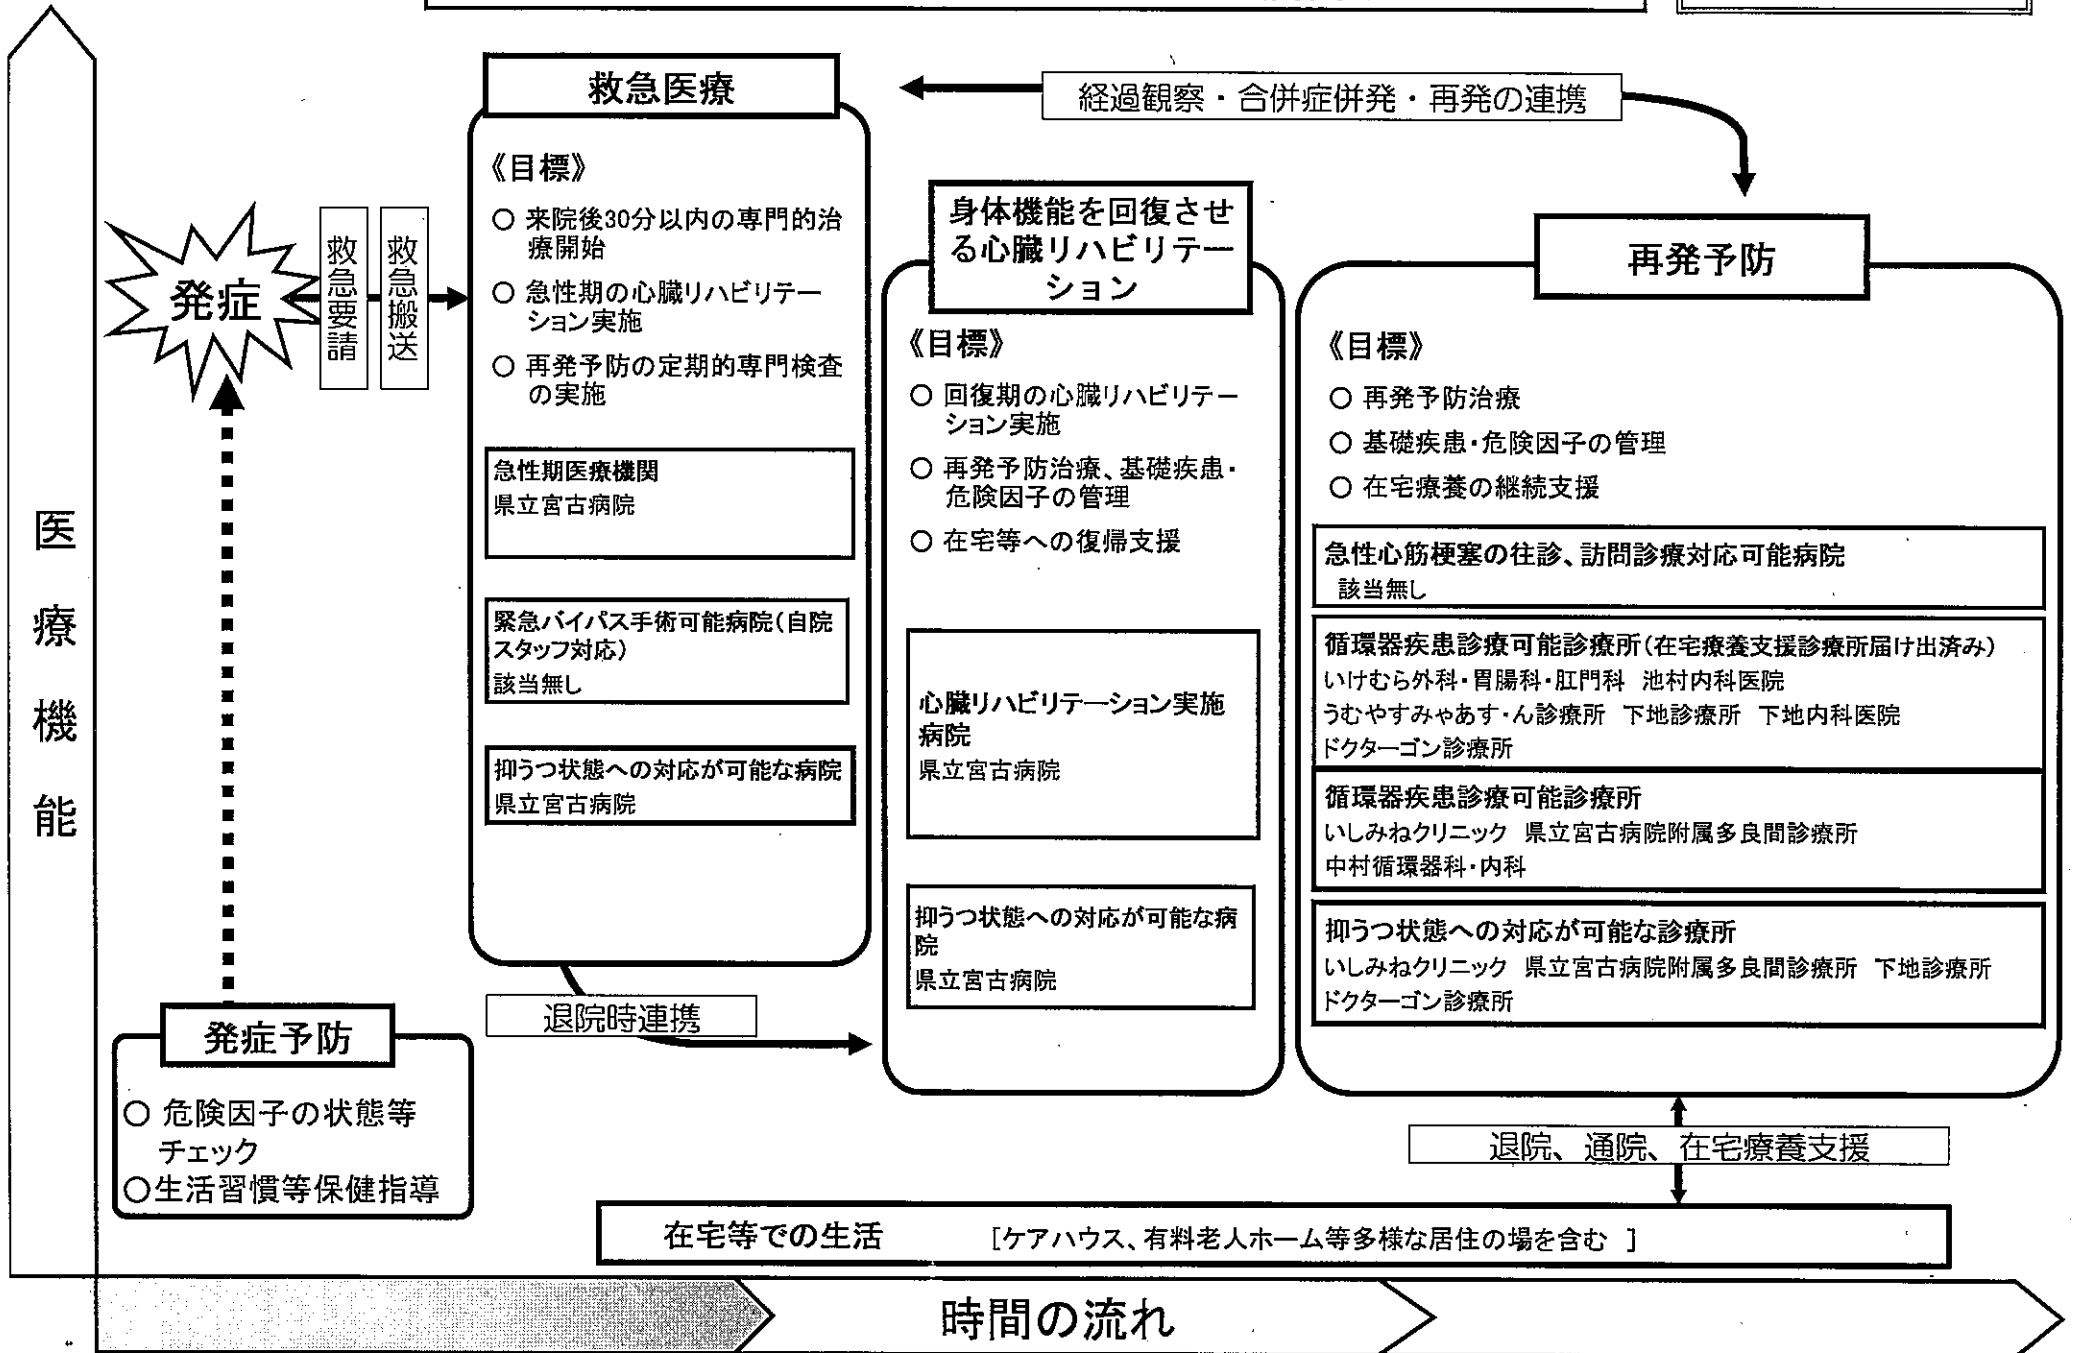 救急医療
経過観察・合併症併発・再発の連携
《目標》
○ 来院後30分以内の専門的治
療開始
○ 急性期の心臓リハビリテー
ション実施
○ 再発予防の定期的専門検査
の実施
急性期医療機関
県立宮古病院
緊急バイパス手術可能病院(自院
スタッフ対応)
該当無し
抑うつ状態への対応が可能な病院
県立宮古病院
発症
救急要請
救急搬送
身体機能を回復させ
る心臓リハビリテー
ション
《目標》
○ 回復期の心臓リハビリテー
ション実施
○ 再発予防治療、基礎疾患・
危険因子の管理
○ 在宅等への復帰支援
心臓リハビリテーション実施
病院
県立宮古病院
抑うつ状態への対応が可能な病
院
県立宮古病院
再発予防
《目標》
○ 再発予防治療
○ 基礎疾患・危険因子の管理
○ 在宅療養の継続支援
急性心筋梗塞の往診、訪問診療対応可能病院
該当無し
循環器疾患診療可能診療所(在宅療養支援診療所届け出済み)
いけむら外科・胃腸科・肛門科 池村内科医院
うむやすみゃあす・ん診療所 下地診療所 下地内科医院
ドクターゴン診療所
循環器疾患診療可能診療所
いしみねクリニック 県立宮古病院附属多良間診療所
中村循環器科・内科
抑うつ状態への対応が可能な診療所
いしみねクリニック 県立宮古病院附属多良間診療所 下地診療所
ドクターゴン診療所
医療機能
退院時連携
発症予防
○ 危険因子の状態等
チェック
○生活習慣等保健指導
退院、通院、在宅療養支援
在宅等での生活 [ケアハウス、有料老人ホーム等多様な居住の場を含む ]
時間の流れ